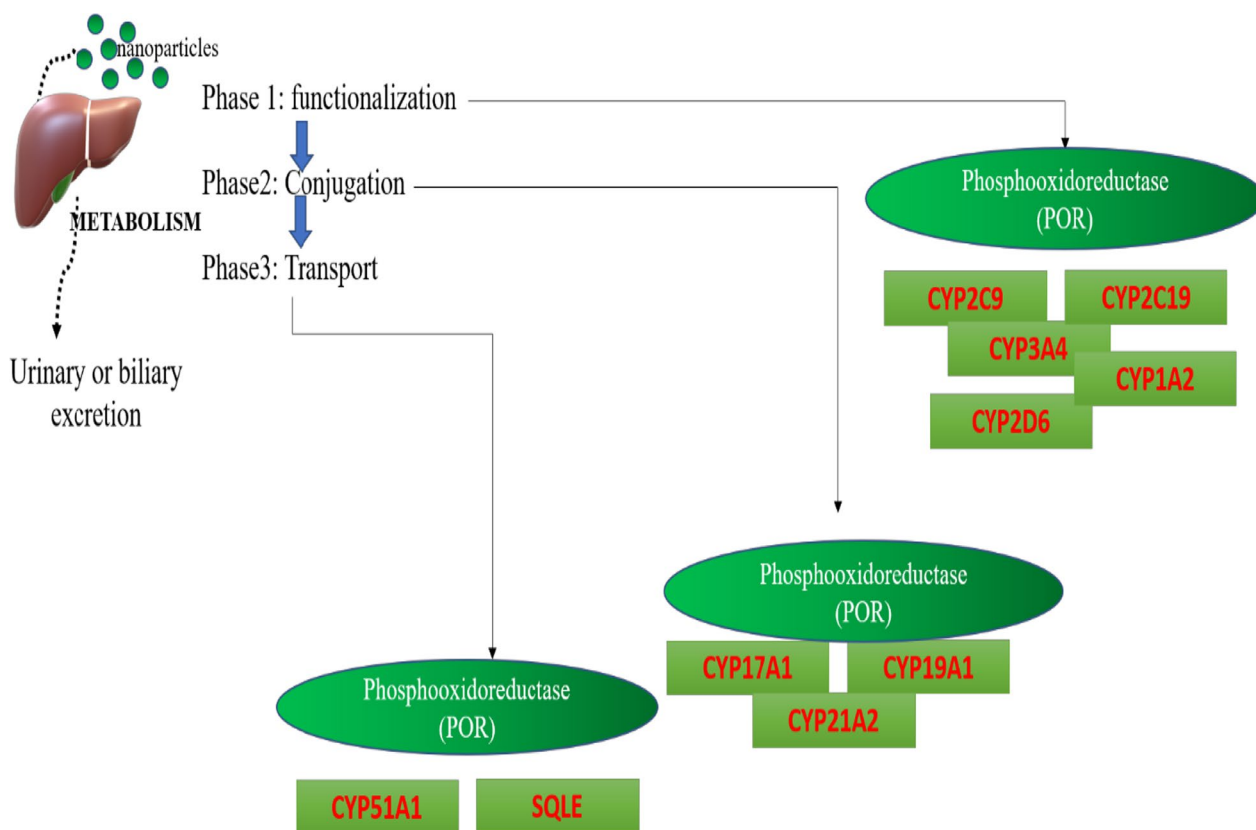 nanoparticles
Phase 1: functionalization
Phase2: Conjugation
METABOLISM
Phase3: Transport
Urinary or biliary
excretion
Phosphooxidoreductase
(POR)
CYP2C9
CYP2C19
CYP3A4
CYP1A2
CYP2D6
Phosphooxidoreductase
(POR)
CYP17A1
CYP19A1
CYP21A2
Phosphooxidoreductase
(POR)
CYP51A1
SQLE